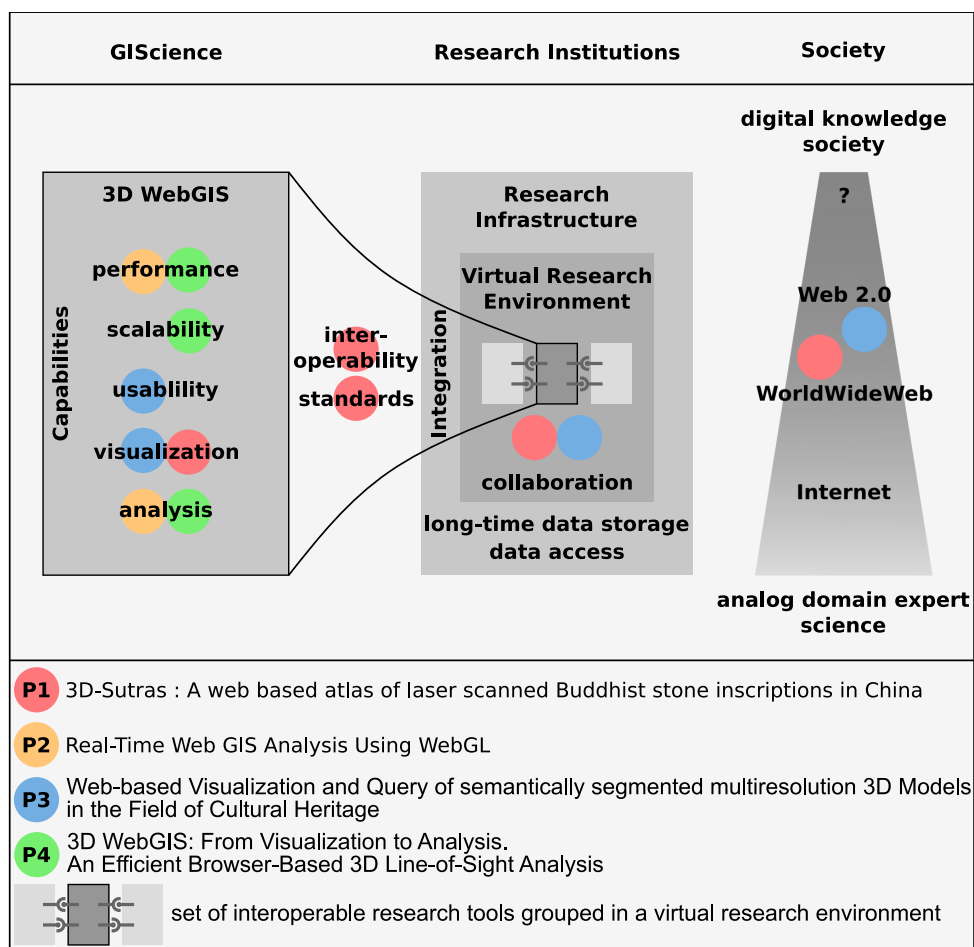 GIScience
Research Institutions
Society
3D WebGIS
Capabilities
performance
scalability
usablility
visualization
analysis
inter-
operability
standards
Integration
Research
Infrastructure
Virtual Research
Environment
collaboration
long-time data storage
data access
digital knowledge
society
?
Web 2.0
WorldWideWeb
Internet
analog domain expert
science
P1 3D-Sutras : A web based atlas of laser scanned Buddhist stone inscriptions in China
P2 Real-Time Web GIS Analysis Using WebGL
P3 Web-based Visualization and Query of semantically segmented multiresolution 3D Models
in the Field of Cultural Heritage
P4 3D WebGIS: From Visualization to Analysis.
An Efficient Browser-Based 3D Line-of-Sight Analysis
set of interoperable research tools grouped in a virtual research environment